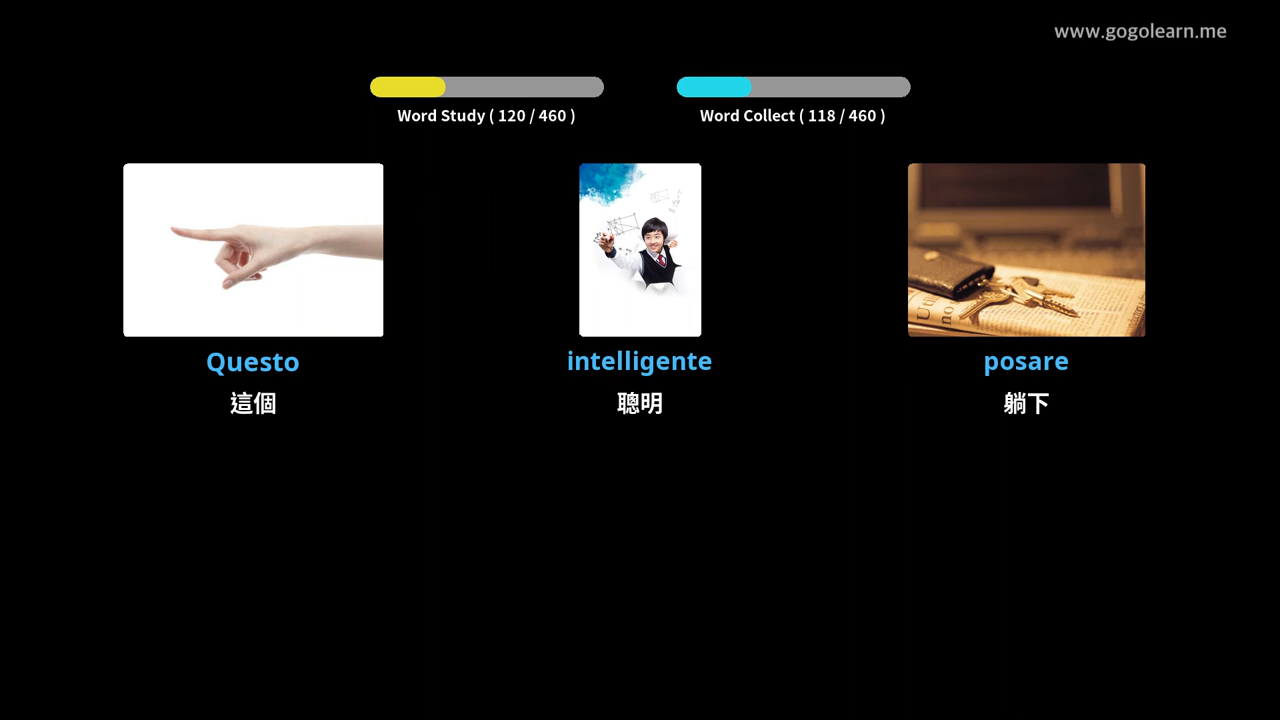 www.gogolearn.me
Word Study ( 120 / 460 )
Word Collect ( 118 / 460 )
Questo
這個
intelligente
聰明
posare
躺下